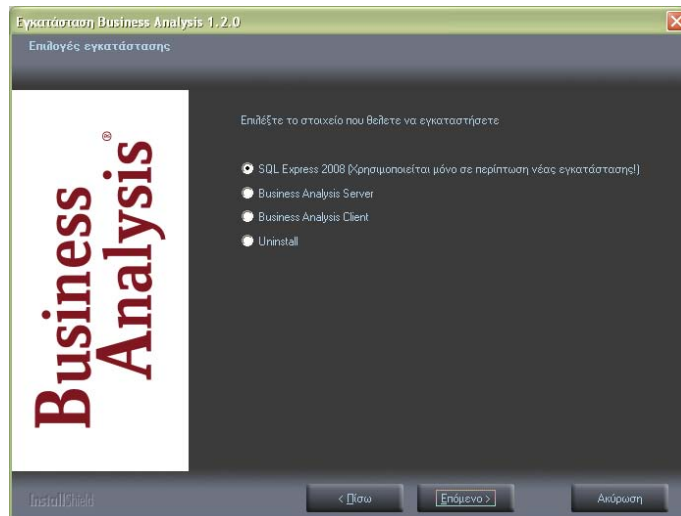 Εγκατάσταση Business Analysis 1.2.0
Επιλογές εγκατάστασης
Επιλέξτε το στοιχείο που θελετε να εγκαταστήσετε
SQL Express 2008 (Χρησιμοποιείται μόνο σε περίπτωση νέας εγκατάστασης!)
Business Analysis Server
Business Analysis Client
Uninstall
Business
Analysis®
InstallShield
< Πίσω
Επόμενο >
Ακύρωση